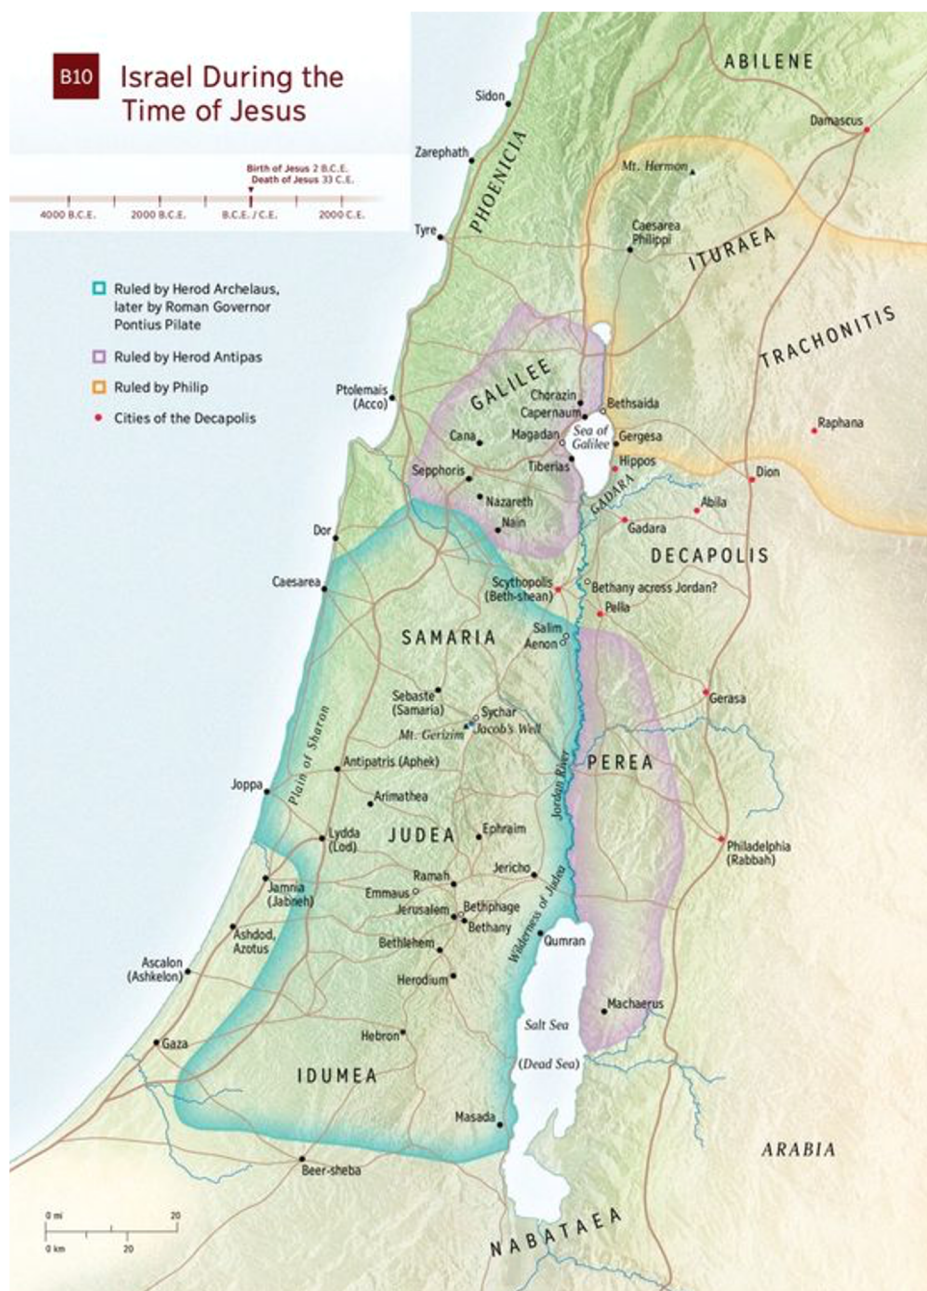 B10
Israel During the
Time of Jesus
Birth of Jesus 2 B.C.E.
Death of Jesus 33 C.E.
4000 B.C.E.
2000 B.C.E.
B.C.E. / C.E.
2000 C.E.
Ruled by Herod Archelaus,
later by Roman Governor
Pontius Pilate
Ruled by Herod Antipas
Ruled by Philip
Cities of the Decapolis
ABILENE
Sidon
Damascus
Zarephath
PHOENICIA
Mt. Hermon
Tyre
Caesarea
Philippi
ITURAEA
TRACHONITIS
GALILEE
Ptolemais
(Acco)
Chorazin
Bethsaida
Capernaum
Raphana
Cana
Magadan
Sea of
Galilee
Gergesa
Tiberias
Hippos
Sepphoris
Dion
GADARA
Nazareth
Abila
Nain
Gadara
Dor
DECAPOLIS
Caesarea
Scythopolis
(Beth-shean)
Bethany across Jordan?
Pella
SAMARIA
Salim
Aenon
Sebaste
(Samaria)
Gerasa
Sychar
Mt. Gerizim
Jacob's Well
Plain of Sharon
Antipatris (Aphek)
PEREA
Jordan River
Joppa
Arimathea
Lydda
(Lod)
JUDEA
Ephraim
Philadelphia
(Rabbah)
Ramah
Jericho
Jamnia
(Jabneh)
Emmaus
Jerusalem
Bethphage
Bethany
Wilderness of Judea
Ashdod,
Azotus
Bethlehem
Qumran
Ascalon
(Ashkelon)
Herodium
Machaerus
Salt Sea
(Dead Sea)
Hebron
Gaza
IDUMEA
Masada
ARABIA
Beer-sheba
NABATAEA
0 mi
20
0 km
20